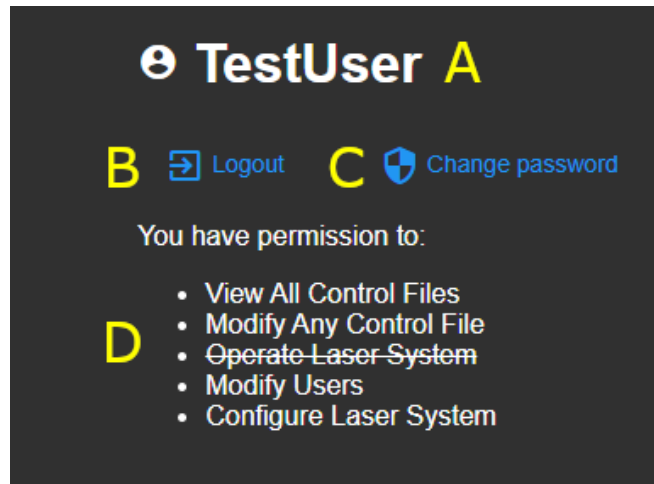 TestUser A
B Logout C Change password
You have permission to:
View All Control Files
Modify Any Control File
D Operate Laser System
Modify Users
Configure Laser System